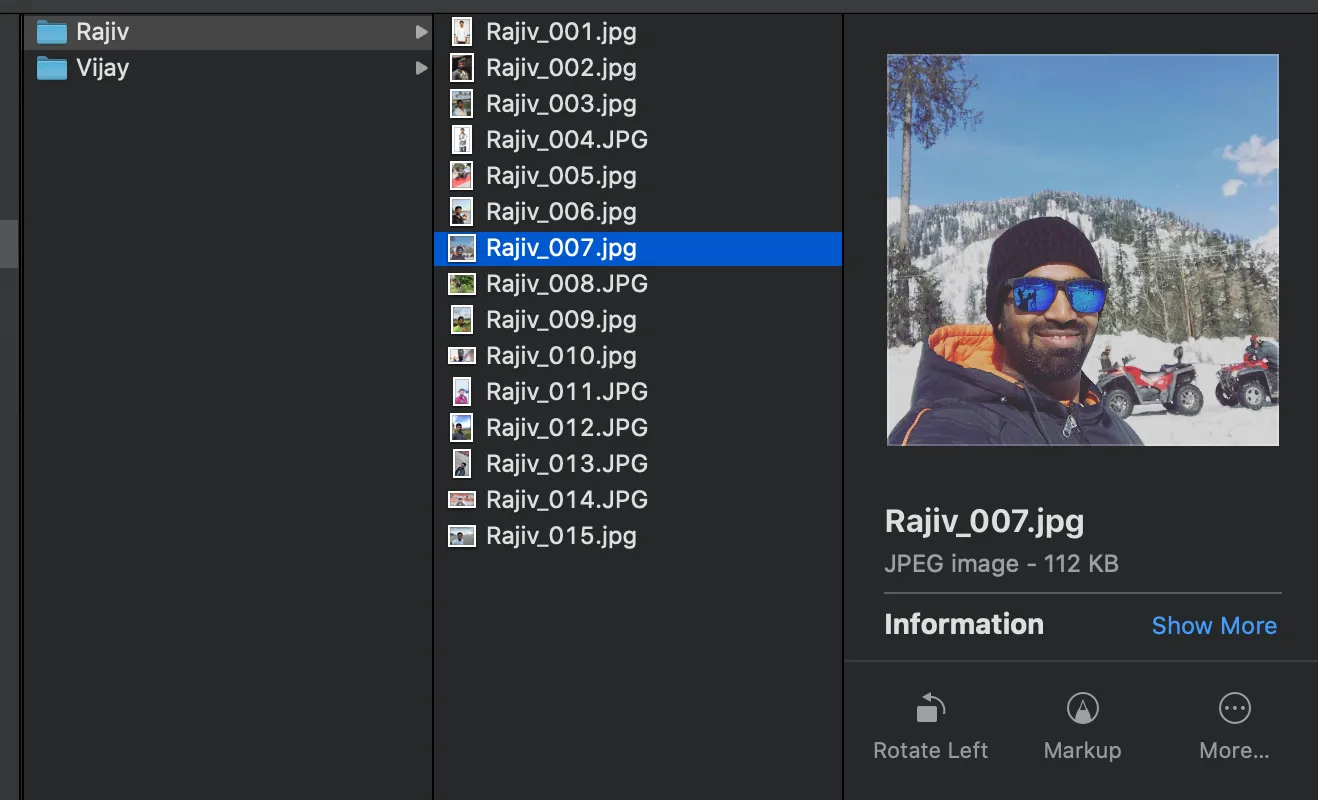 Rajiv
Vijay
Rajiv_001.jpg
Rajiv_002.jpg
Rajiv_003.jpg
Rajiv_004.JPG
Rajiv_005.jpg
Rajiv_006.jpg
Rajiv_007.jpg
Rajiv_008.JPG
Rajiv_009.jpg
Rajiv_010.jpg
Rajiv_011.JPG
Rajiv_012.JPG
Rajiv_013.JPG
Rajiv_014.JPG
Rajiv_015.jpg
Rajiv_007.jpg
JPEG image - 112 KB
Information
Show More
Rotate Left
Markup
More...